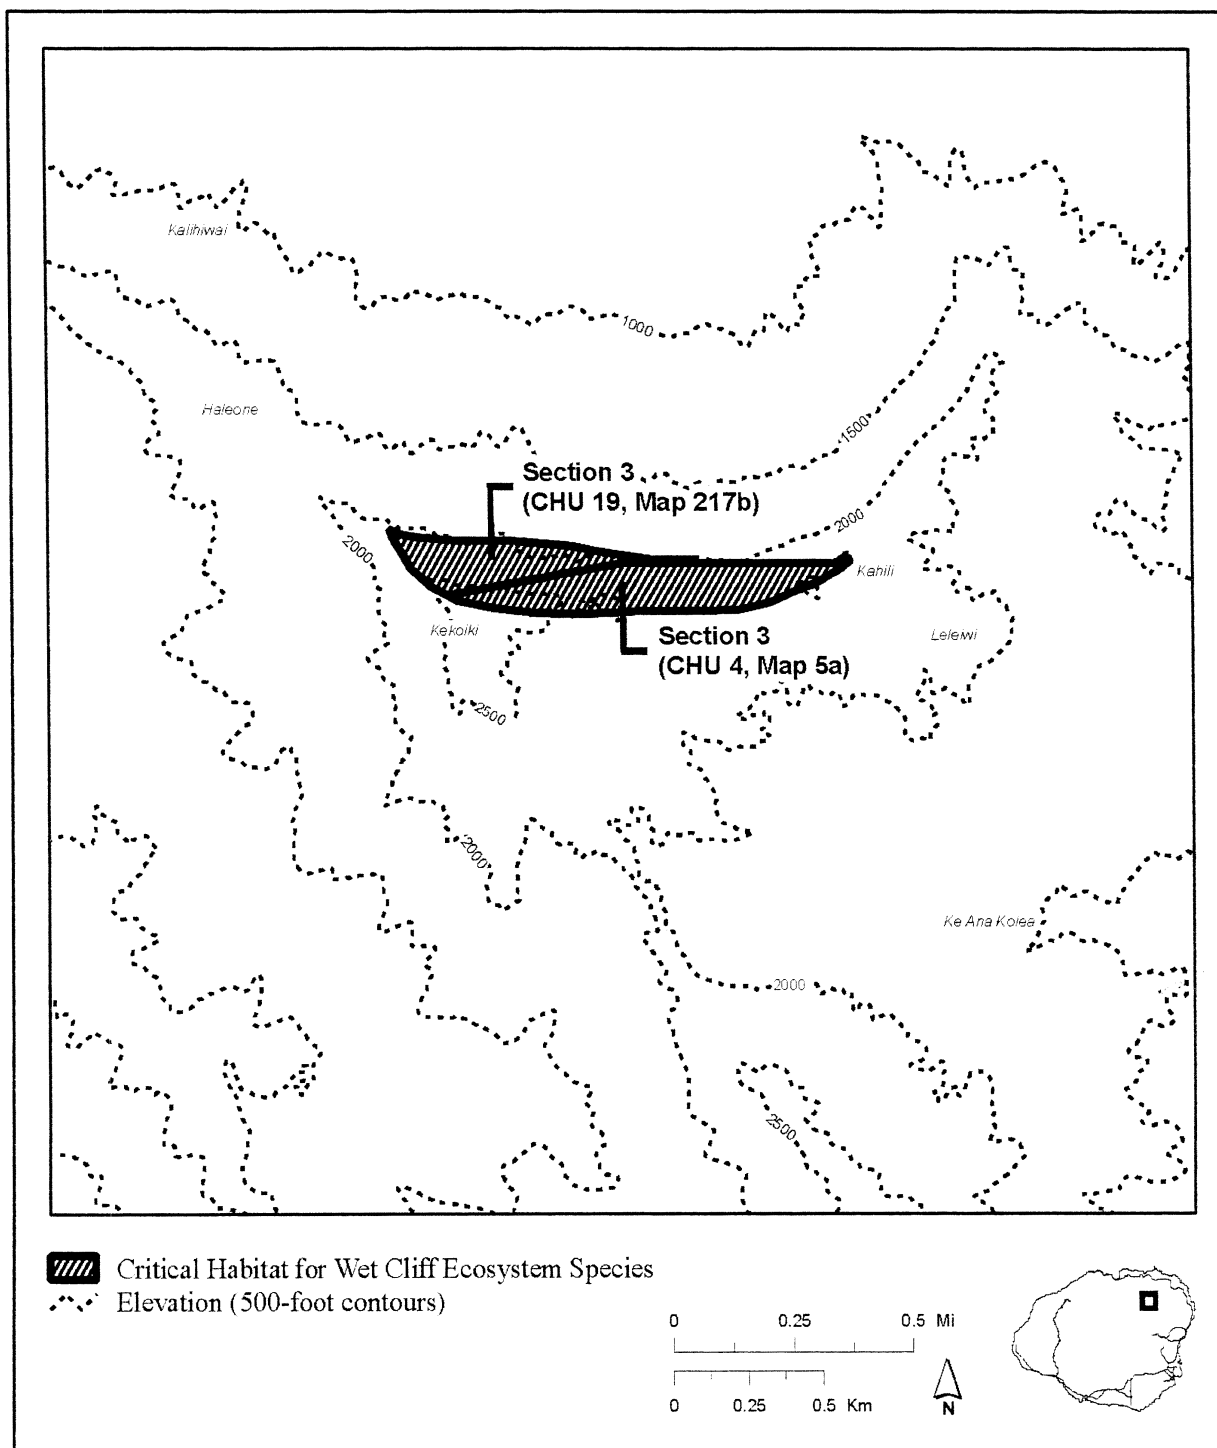 Kalihiwai
1000
Haleone
1500
Section 3
(CHU 19, Map 217b)
2000
2000
Kahili
Kekoiki
Leleiwi
Section 3
(CHU 4, Map 5a)
2500
2000
Ke Ana Kolea
2000
2500
Critical Habitat for Wet Cliff Ecosystem Species
Elevation (500-foot contours)
0 0.25 0.5 Mi
0 0.25 0.5 Km
N